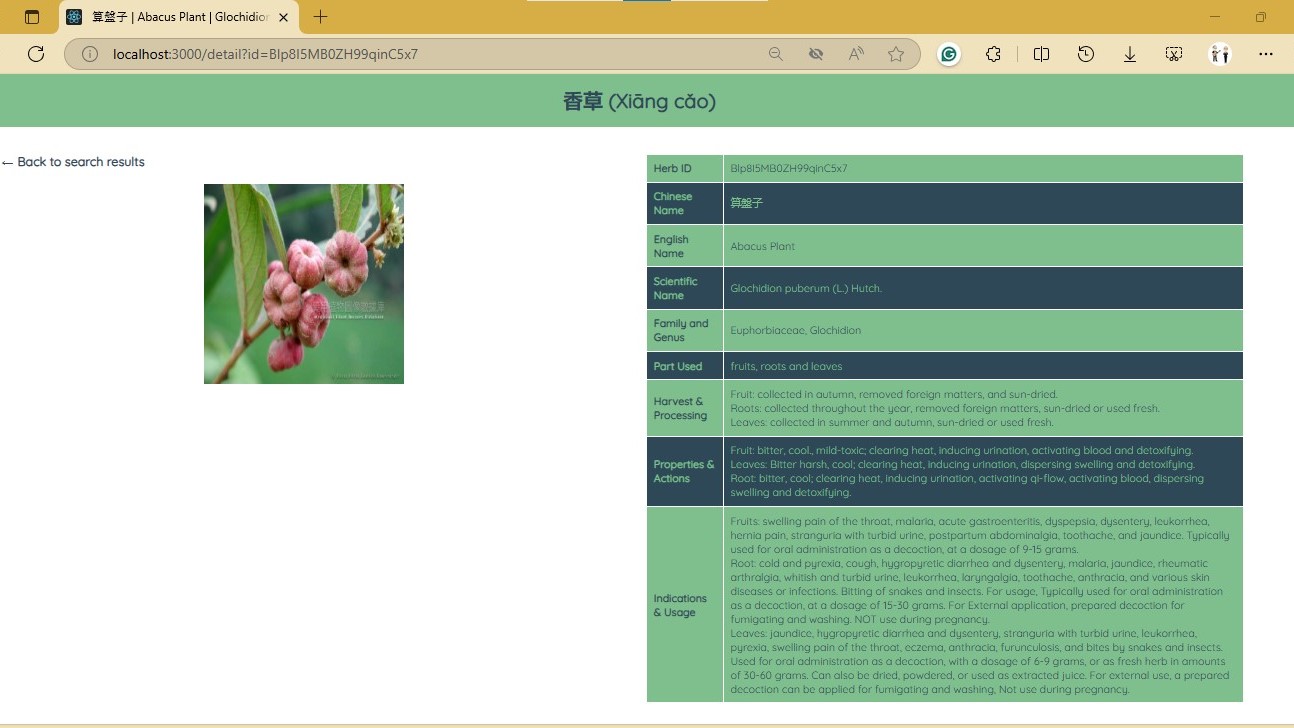 算盤子 | Abacus Plant | Glochidior
localhost:3000/detail?id=Blp8I5MB0ZH99qinC5x7
香草 (Xiāng cǎo)
← Back to search results
Herb ID Blp8I5MB0ZH99qinC5x7
Chinese Name 算盤子
English Name Abacus Plant
Scientific Name Glochidion puberum (L.) Hutch.
Family and Genus Euphorbiaceae, Glochidion
Part Used fruits, roots and leaves
Harvest & Processing
Fruit: collected in autumn, removed foreign matters, and sun-dried.
Roots: collected throughout the year, removed foreign matters, sun-dried or used fresh.
Leaves: collected in summer and autumn, sun-dried or used fresh.
Properties & Actions
Fruit: bitter, cool., mild-toxic; clearing heat, inducing urination, activating blood and detoxifying.
Leaves: Bitter harsh, cool; clearing heat, inducing urination, dispersing swelling and detoxifying.
Root: bitter, cool; clearing heat, inducing urination, activating qi-flow, activating blood, dispersing
swelling and detoxifying.
Indications & Usage
Fruits: swelling pain of the throat, malaria, acute gastroenteritis, dyspepsia, dysentery, leukorrhea,
hernia pain, stranguria with turbid urine, postpartum abdominalgia, toothache, and jaundice. Typically
used for oral administration as a decoction, at a dosage of 9-15 grams.
Root: cold and pyrexia, cough, hygropyretic diarrhea and dysentery, malaria, jaundice, rheumatic
arthralgia, whitish and turbid urine, leukorrhea, laryngalgia, toothache, anthracia, and various skin
diseases or infections. Bitting of snakes and insects. For usage, Typically used for oral administration
as a decoction, at a dosage of 15-30 grams. For External application, prepared decoction for
fumigating and washing. NOT use during pregnancy.
Leaves: jaundice, hygropyretic diarrhea and dysentery, stranguria with turbid urine, leukorrhea,
pyrexia, swelling pain of the throat, eczema, anthracia, furunculosis, and bites by snakes and insects.
Used for oral administration as a decoction, with a dosage of 6-9 grams, or as fresh herb in amounts
of 30-60 grams. Can also be dried, powdered, or used as extracted juice. For external use, a prepared
decoction can be applied for fumigating and washing, Not use during pregnancy.